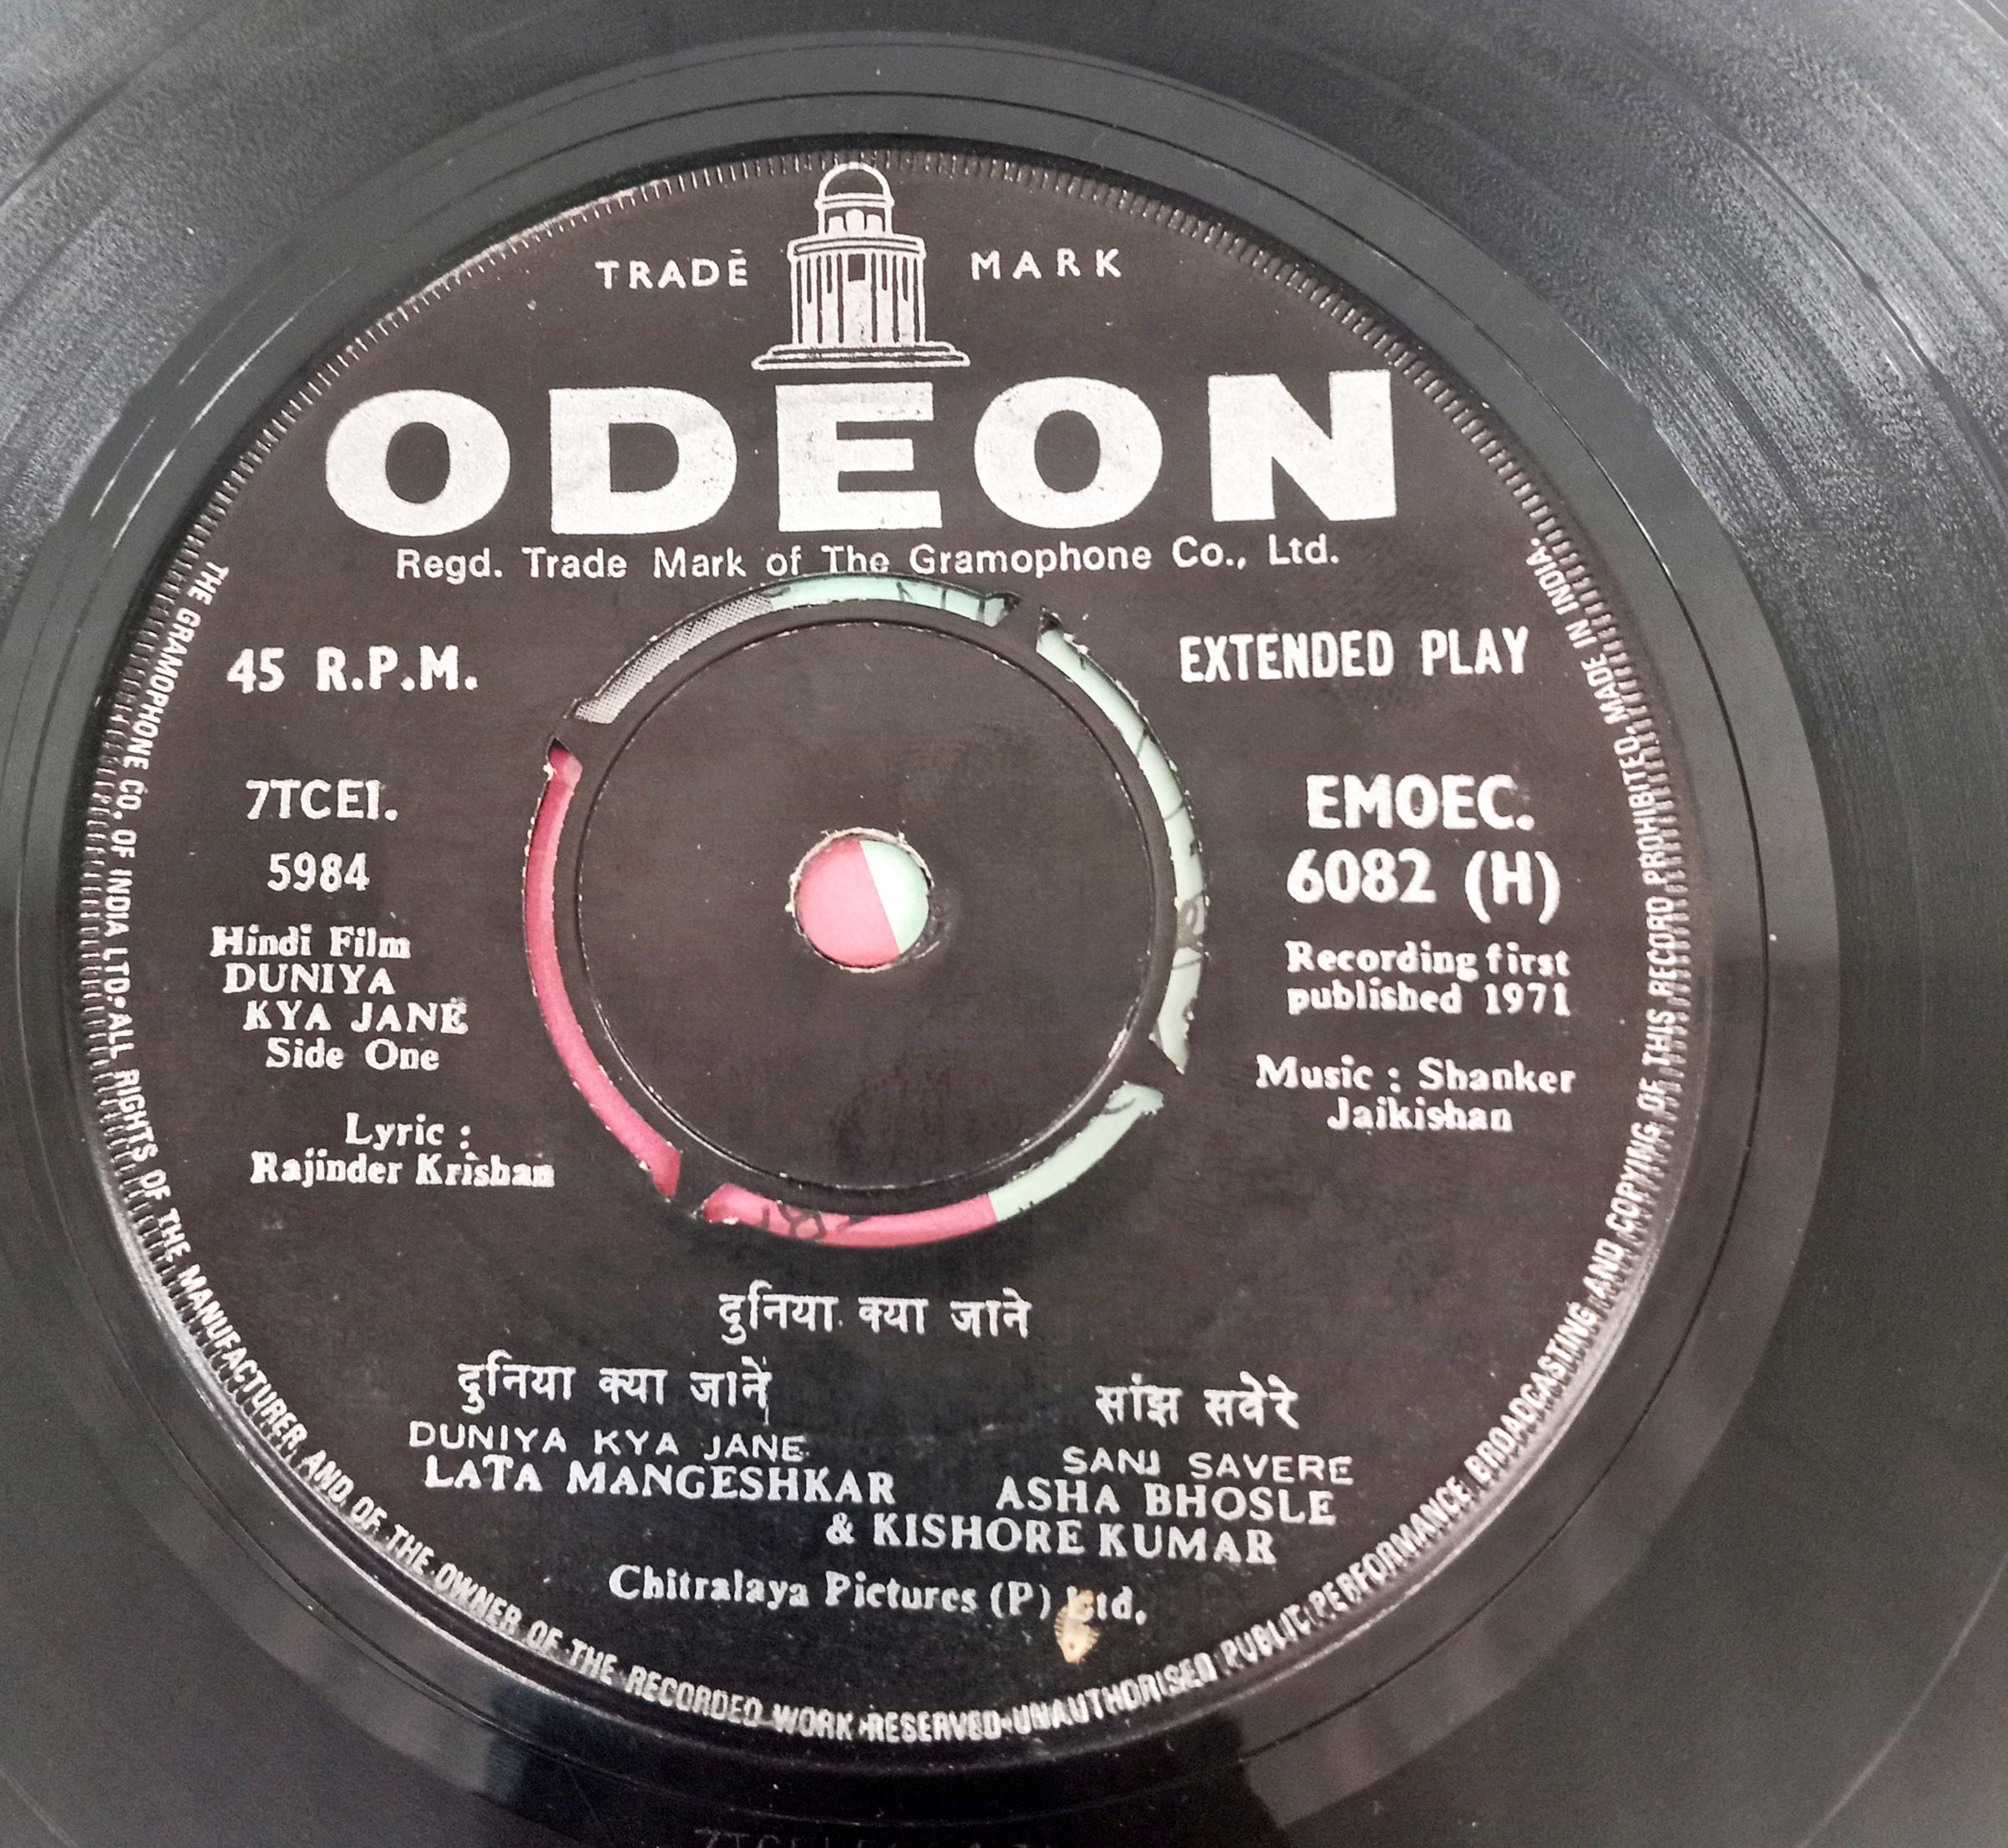 TRADE MARK
ODEON
Regd. Trade Mark of The Gramophone Co., Ltd.
45 R.P.M.
EXTENDED PLAY
7TCEI.
5984
Hindi Film
DUNIYA
KYA JANE
Side One
Lyric :
Rajinder Krishan
EMOEC.
6082 (H)
Recording first
published 1971
Music : Shanker
Jaikishan
दुनिया क्या जाने
दुनिया क्या जाने
DUNIYA KYA JANE
LATA MANGESHKAR
सांझ सवेरे
SANJ SAVERE
ASHA BHOSLE
& KISHORE KUMAR
Chitralaya Pictures (P) Ltd.
THE GRAMOPHONE CO. OF INDIA LTD. ALL RIGHTS OF THE MANUFACTURER AND OF THE OWNER OF THE RECORDED WORK RESERVED UNAUTHORISED PUBLIC PERFORMANCE BROADCASTING AND COPYING OF THIS RECORD PROHIBITED, MADE IN INDIA.